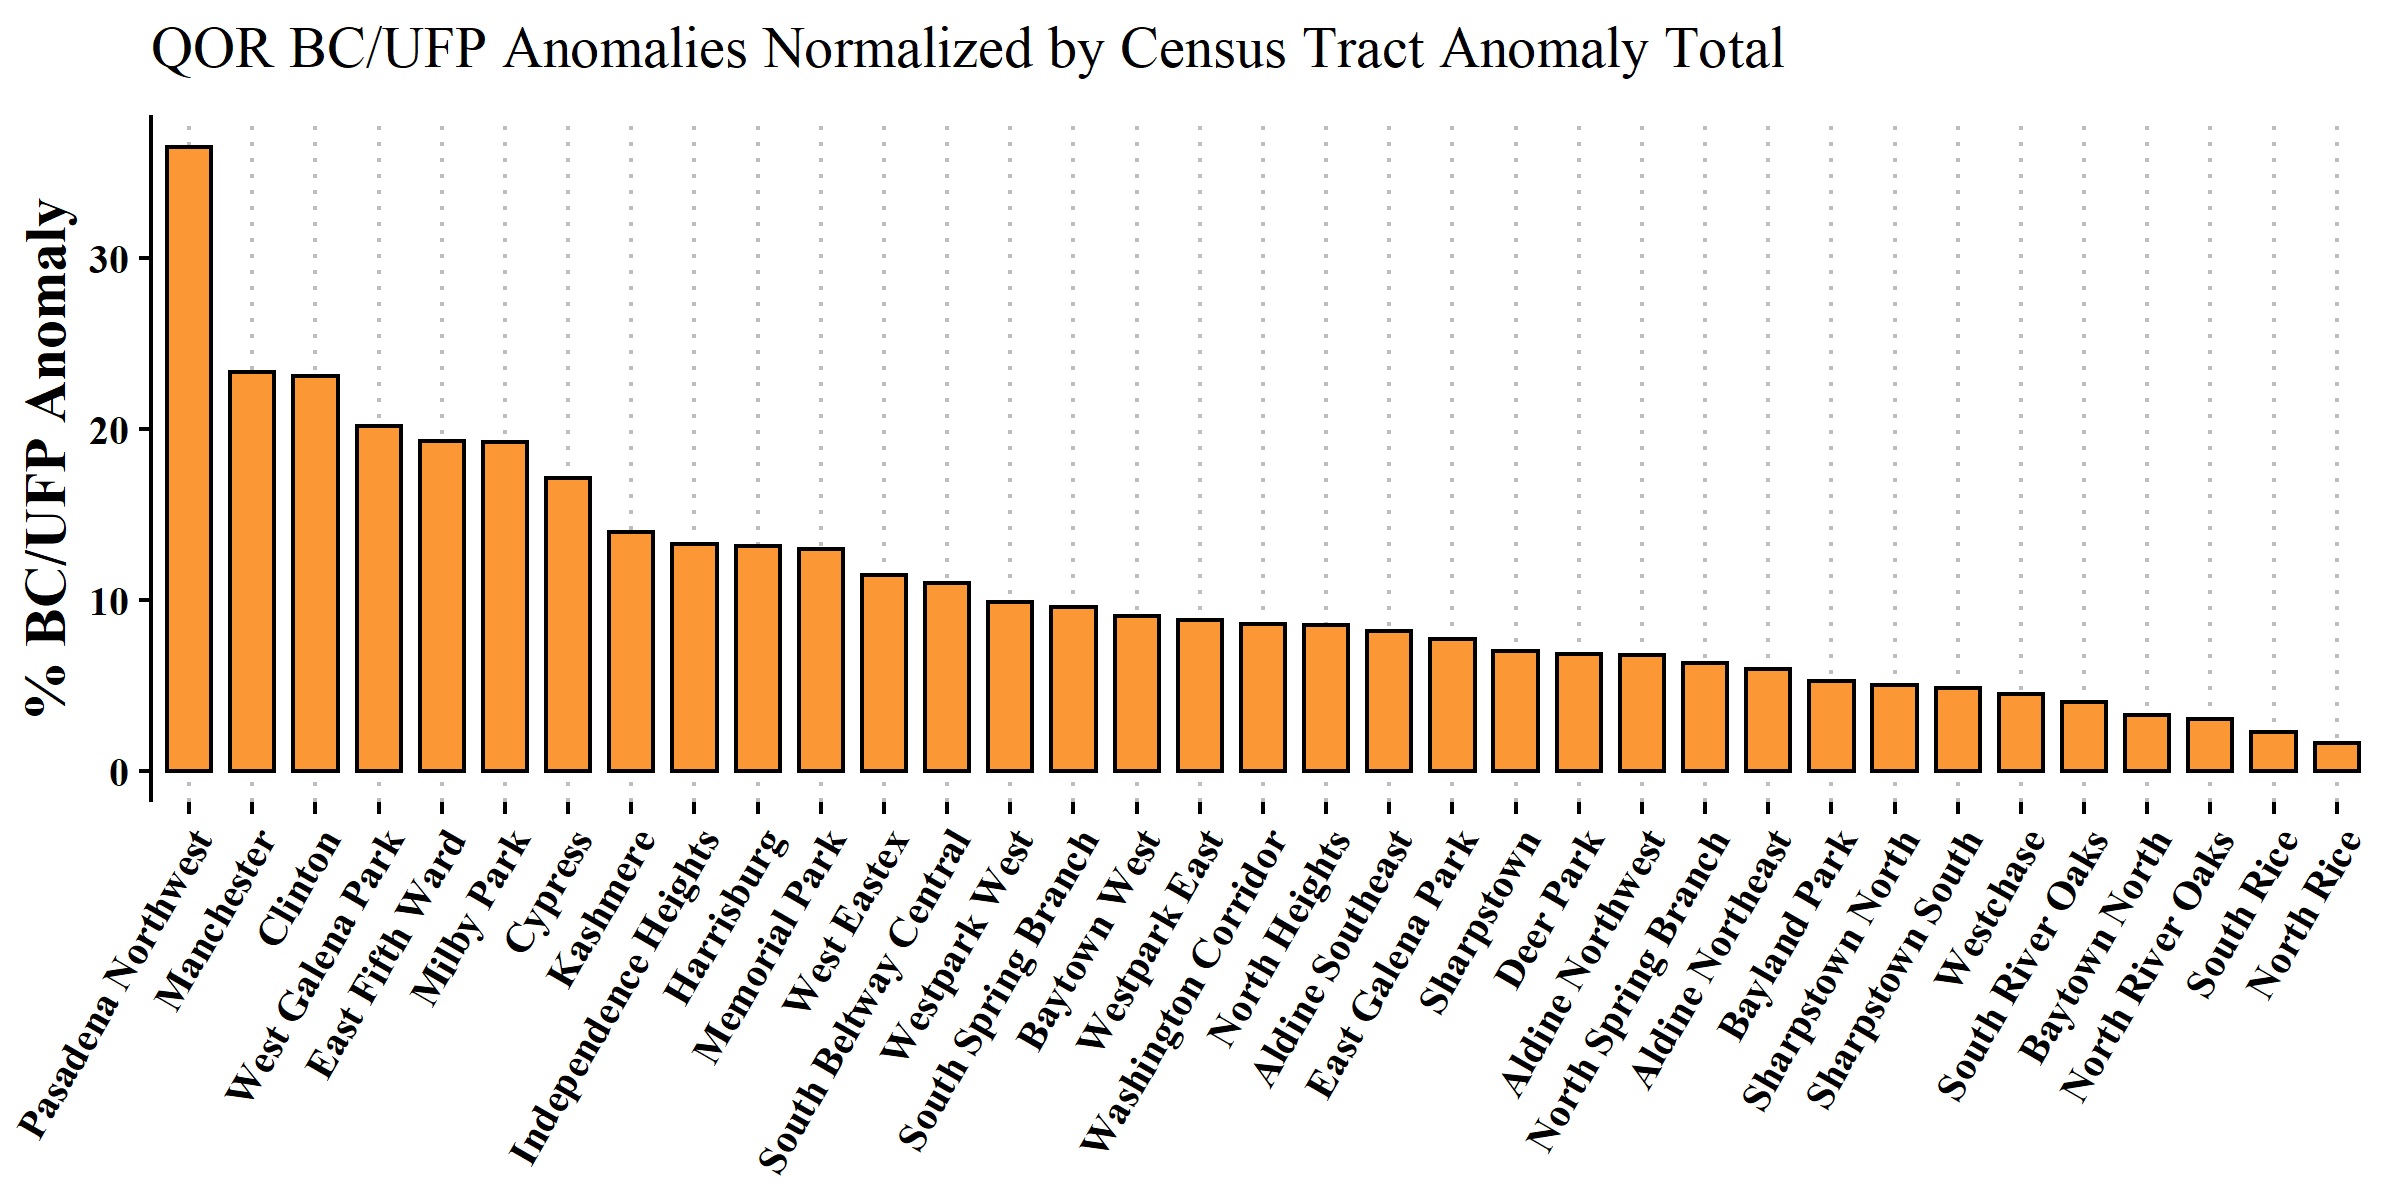 QOR BC/UFP Anomalies Normalized by Census Tract Anomaly Total
% BC/UFP Anomaly
30
20
10
0
Pasadena Northwest
Manchester
Clinton
West Galena Park
East Fifth Ward
Milby Park
Cypress
Kashmere
Independence Heights
Harrisburg
Memorial Park
West Eastex
South Beltway Central
Westpark West
South Spring Branch
Baytown West
Westpark East
Washington Corridor
North Heights
Aldine Southeast
East Galena Park
Sharpstown
Deer Park
Aldine Northwest
North Spring Branch
Aldine Northeast
Bayland Park
Sharpstown North
Sharpstown South
Westchase
South River Oaks
Baytown North
North River Oaks
South Rice
North Rice